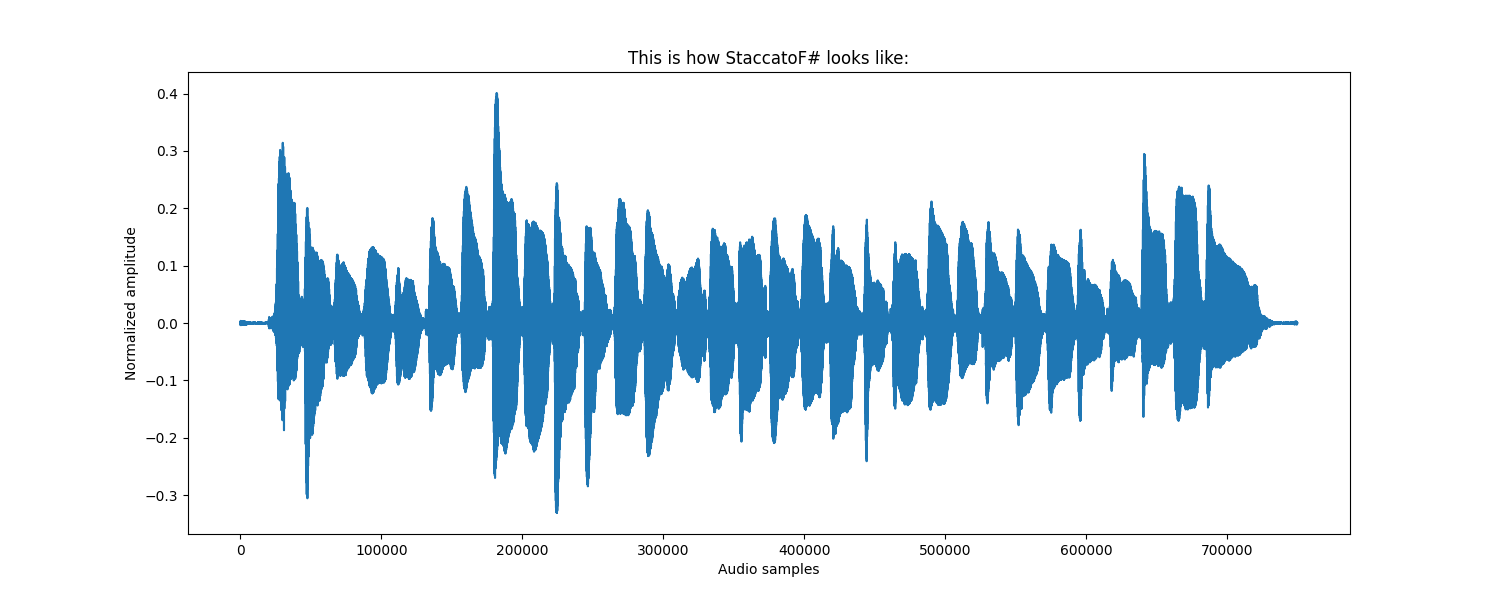 This is how StaccatoF# looks like:
Normalized amplitude
0.4
0.3
0.2
0.1
0.0
−0.1
−0.2
−0.3
0 100000 200000 300000 400000 500000 600000 700000
Audio samples